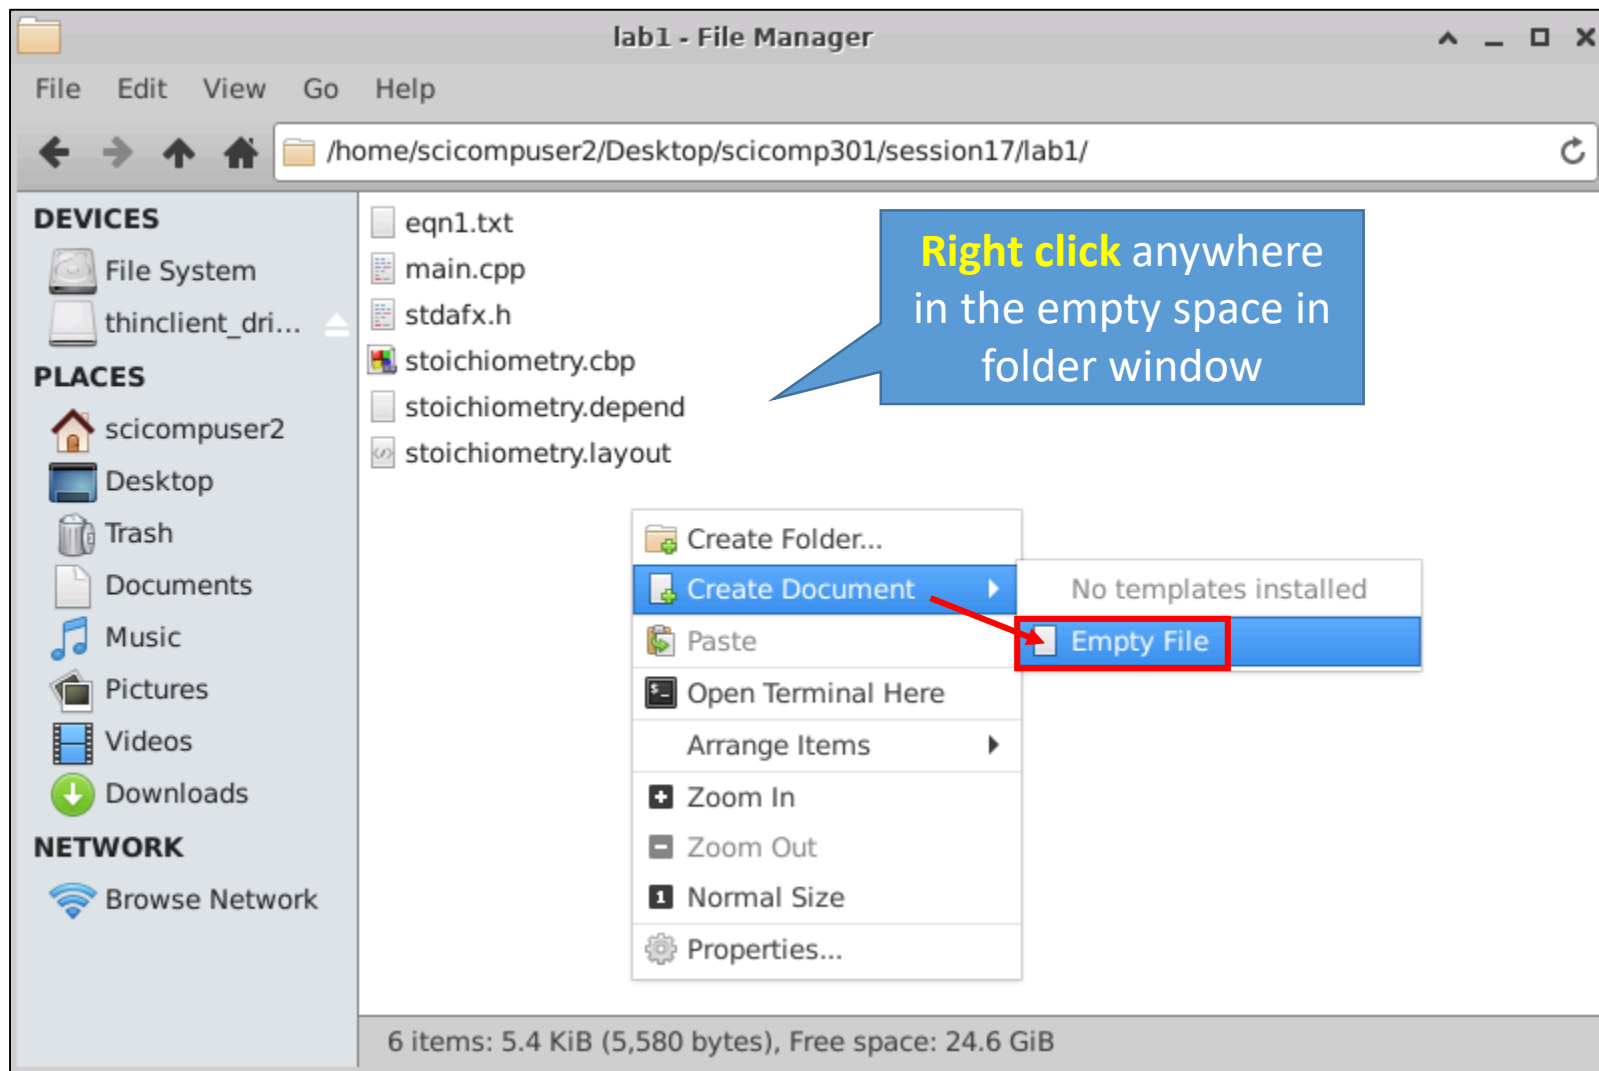 lab1 - File Manager
File Edit View Go Help
/home/scicompuser2/Desktop/scicomp301/session17/lab1/
DEVICES
File System
thinclient_dri...
PLACES
scicompuser2
Desktop
Trash
Documents
Music
Pictures
Videos
Downloads
NETWORK
Browse Network
eqn1.txt
main.cpp
stdafx.h
stoichiometry.cbp
stoichiometry.depend
stoichiometry.layout
Right click anywhere
in the empty space in
folder window
Create Folder...
Create Document
Paste
Open Terminal Here
Arrange Items
Zoom In
Zoom Out
Normal Size
Properties...
No templates installed
Empty File
6 items: 5.4 KiB (5,580 bytes), Free space: 24.6 GiB